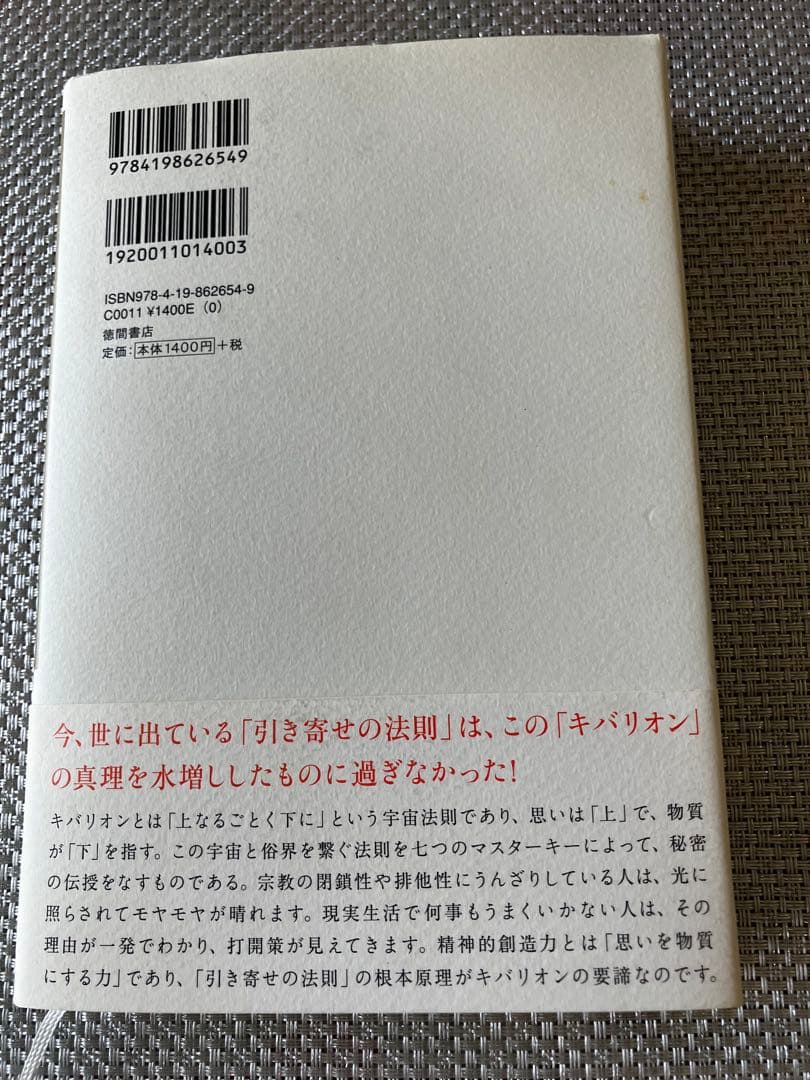 9784198626549
1920011014003
ISBN978-4-19-862654-9
C0011 ¥1400E (0)
徳間書店
定価：本体1400円＋税
今、世に出ている「引き寄せの法則」は、この「キバリオン」
の真理を水増ししたものに過ぎなかった！
キバリオンとは「上なるごとく下に」という宇宙法則であり、思いは「上」で、物質
が「下」を指す。この宇宙と俗界を繋ぐ法則を七つのマスターキーによって、秘密
の伝授をなすものである。宗教の閉鎖性や排他性にうんざりしている人は、光に
照らされてモヤモヤが晴れます。現実生活で何事もうまくいかない人は、その
理由が一発でわかり、打開策が見えてきます。精神的創造力とは「思いを物質
にする力」であり、「引き寄せの法則」の根本原理がキバリオンの要諦なのです。